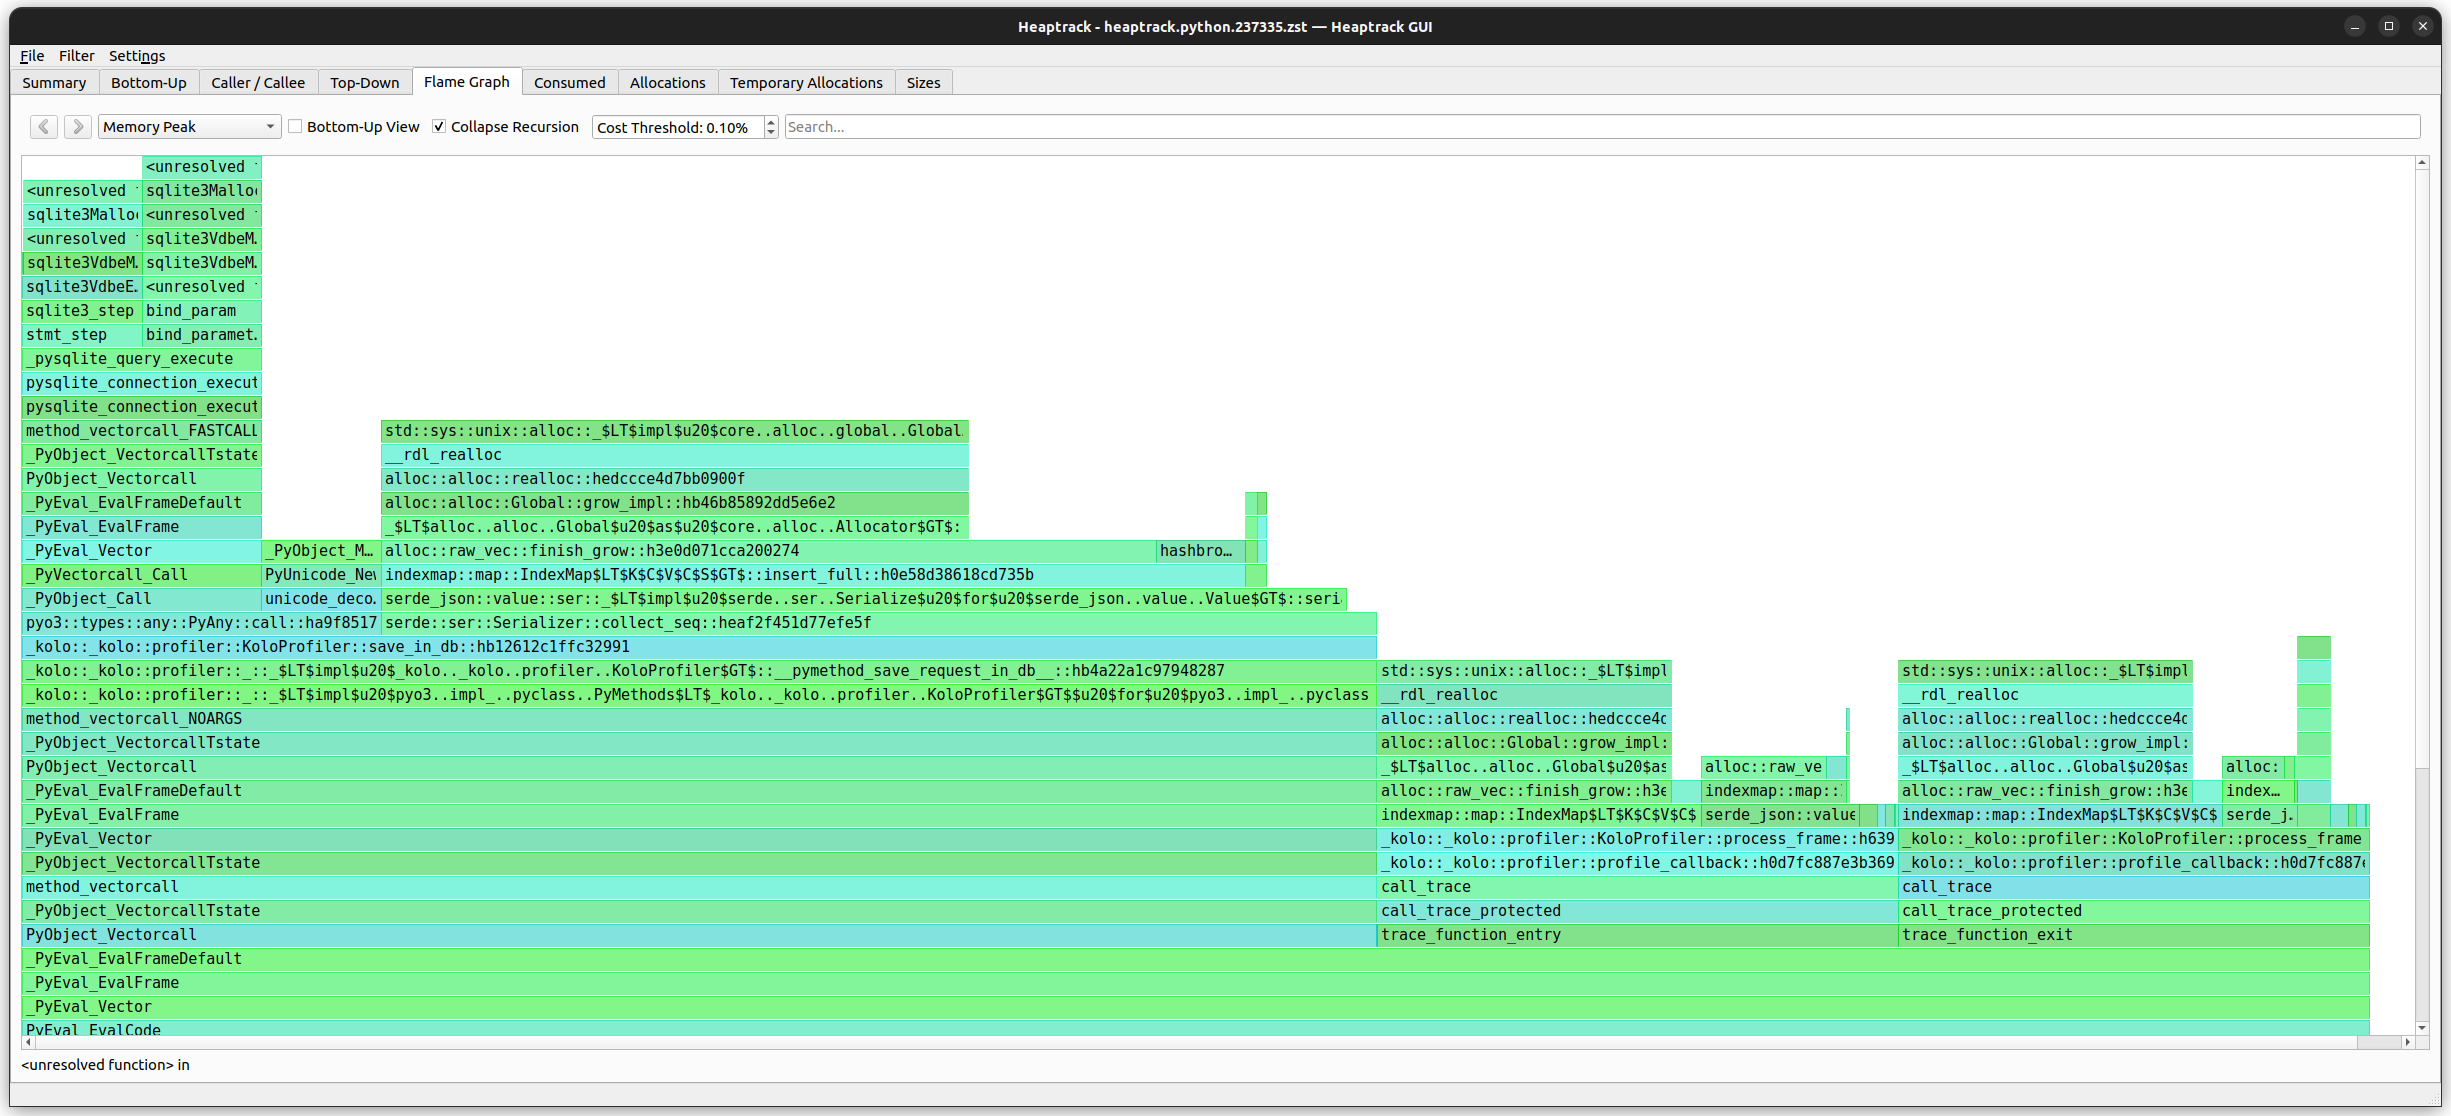 Heaptrack - heaptrack.python.237335.zst — Heaptrack GUI
File Filter Settings
Summary Bottom-Up Caller / Callee Top-Down Flame Graph Consumed Allocations Temporary Allocations Sizes
Memory Peak Bottom-Up View Collapse Recursion Cost Threshold: 0.10% Search...
<unresolved
<unresolved sqlite3Malloc
sqlite3Malloc <unresolved
<unresolved sqlite3VdbeM.
sqlite3VdbeM. sqlite3VdbeM.
sqlite3VdbeE.. <unresolved
sqlite3_step bind_param
stmt_step bind_paramet.
_pysqlite_query_execute
pysqlite_connection_execut
pysqlite_connection_execut
method_vectorcall_FASTCALL std::sys::unix::alloc::_$LT$impl$u20$core..alloc..global..Global.
_PyObject_VectorcallTstate __rdl_realloc
PyObject_Vectorcall alloc::alloc::realloc::hedccce4d7bb0900f
_PyEval_EvalFrameDefault alloc::alloc::Global::grow_impl::hb46b85892dd5e6e2
_PyEval_EvalFrame _$LT$alloc..alloc..Global$u20$as$u20$core..alloc..Allocator$GT$:
_PyEval_Vector _PyObject_M… alloc::raw_vec::finish_grow::h3e0d071cca200274 hashbro…
_PyVectorcall_Call PyUnicode_New indexmap::map::IndexMap$LT$K$C$V$C$S$GT$::insert_full::h0e58d38618cd735b
_PyObject_Call unicode_deco. serde_json::value::ser::_$LT$impl$u20$serde..ser..Serialize$u20$for$u20$serde_json..value..Value$GT$::seri.
pyo3::types::any::PyAny::call::ha9f8517 serde::ser::Serializer::collect_seq::heaf2f451d77efe5f
_kolo::_kolo::profiler::KoloProfiler::save_in_db::hb12612c1ffc32991
_kolo::_kolo::profiler::_::_$LT$impl$u20$_kolo.._kolo..profiler..KoloProfiler$GT$::__pymethod_save_request_in_db__::hb4a22a1c97948287 std::sys::unix::alloc::_$LT$impl std::sys::unix::alloc::_$LT$impl
_kolo::_kolo::profiler::_::_$LT$impl$u20$pyo3..impl_..pyclass..PyMethods$LT$_kolo.._kolo..profiler..KoloProfiler$GT$$u20$for$u20$pyo3..impl_..pyclass __rdl_realloc __rdl_realloc
method_vectorcall_NOARGS alloc::alloc::realloc::hedccce4d alloc::alloc::realloc::hedccce4d
_PyObject_VectorcallTstate alloc::alloc::Global::grow_impl: alloc::alloc::Global::grow_impl:
PyObject_Vectorcall _$LT$alloc..alloc..Global$u20$as alloc::raw_ve _$LT$alloc..alloc..Global$u20$as alloc:
_PyEval_EvalFrameDefault alloc::raw_vec::finish_grow::h3e indexmap::map:: alloc::raw_vec::finish_grow::h3e index…
_PyEval_EvalFrame indexmap::map::IndexMap$LT$K$C$V$C$ serde_json::value indexmap::map::IndexMap$LT$K$C$V$C$ serde_j.
_PyEval_Vector _kolo::_kolo::profiler::KoloProfiler::process_frame::h639 _kolo::_kolo::profiler::KoloProfiler::process_frame
_PyObject_VectorcallTstate _kolo::_kolo::profiler::profile_callback::h0d7fc887e3b369 _kolo::_kolo::profiler::profile_callback::h0d7fc887e
method_vectorcall call_trace call_trace
_PyObject_VectorcallTstate call_trace_protected call_trace_protected
PyObject_Vectorcall trace_function_entry trace_function_exit
_PyEval_EvalFrameDefault
_PyEval_EvalFrame
_PyEval_Vector
PyEval_EvalCode
<unresolved function> in